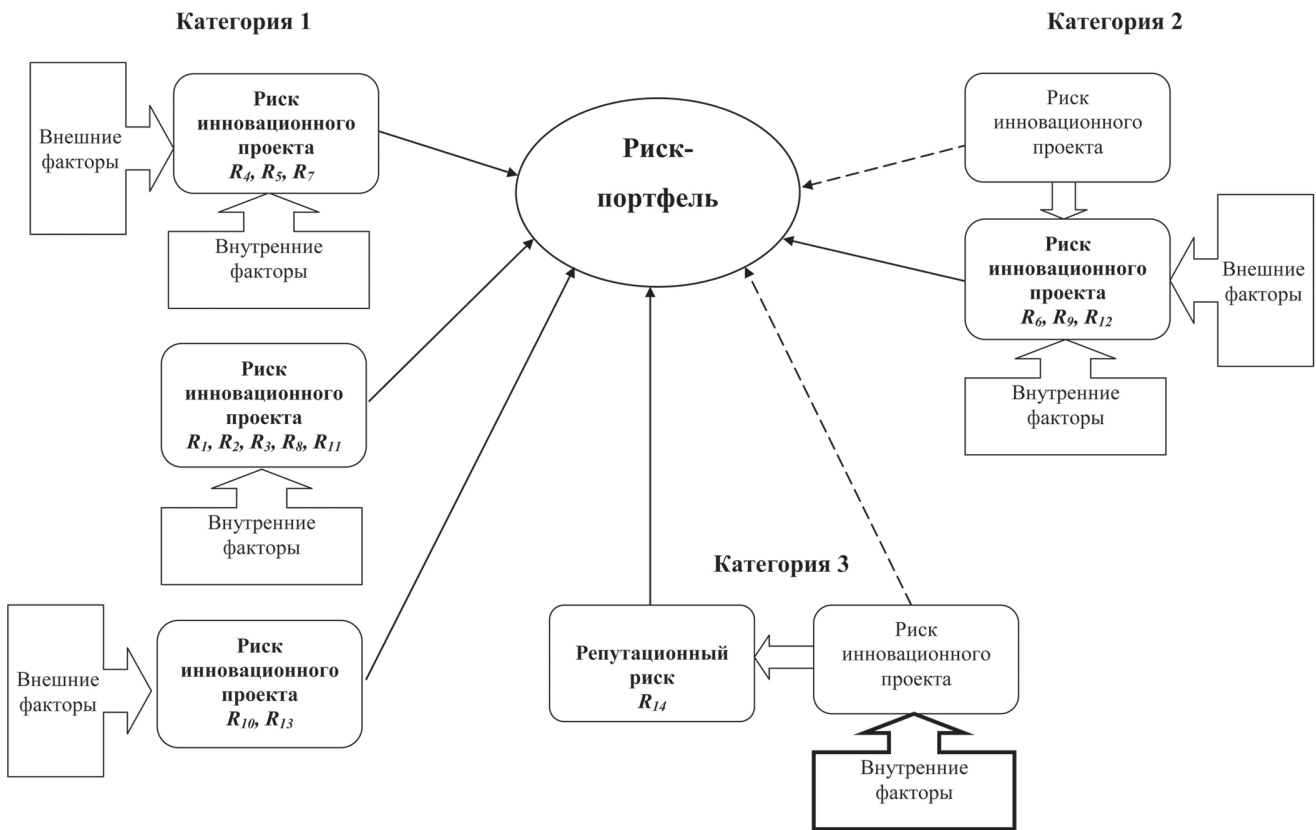 Категория 1
Внешние
факторы
Риск
инновационного
проекта
R4, R5, R7
Внутренние
факторы
Риск
инновационного
проекта
R1, R2, R3, R8, R11
Внутренние
факторы
Внешние
факторы
Риск
инновационного
проекта
R10, R13
Риск-
портфель
Категория 2
Риск
инновационного
проекта
Риск
инновационного
проекта
R6, R9, R12
Внешние
факторы
Внутренние
факторы
Категория 3
Репутационный
риск
R14
Риск
инновационного
проекта
Внутренние
факторы